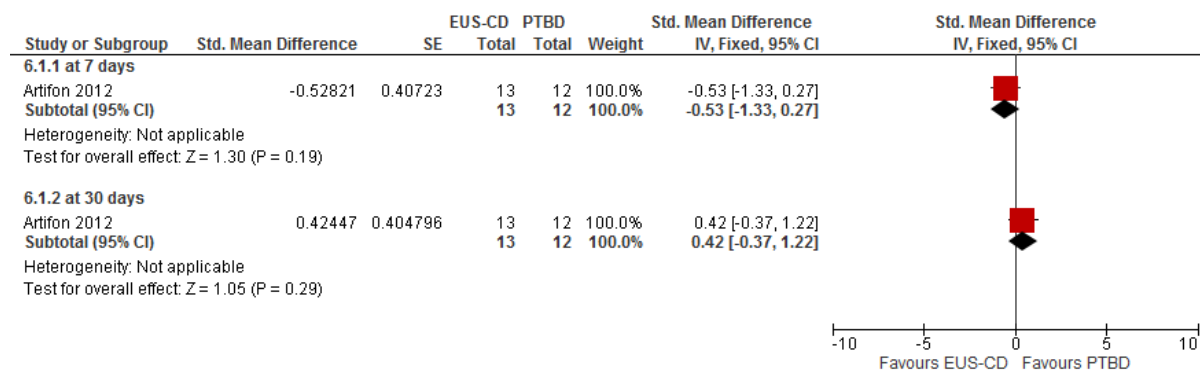 EUS-CD PTBD Std. Mean Difference Std. Mean Difference
Study or Subgroup Std. Mean Difference SE Total Total Weight IV, Fixed, 95% CI IV, Fixed, 95% CI
6.1.1 at 7 days
Artifon 2012 -0.52821 0.40723 13 12 100.0% -0.53 [-1.33, 0.27]
Subtotal (95% CI) 13 12 100.0% -0.53 [-1.33, 0.27]
Heterogeneity: Not applicable
Test for overall effect: Z = 1.30 (P = 0.19)
6.1.2 at 30 days
Artifon 2012 0.42447 0.404796 13 12 100.0% 0.42 [-0.37, 1.22]
Subtotal (95% CI) 13 12 100.0% 0.42 [-0.37, 1.22]
Heterogeneity: Not applicable
Test for overall effect: Z = 1.05 (P = 0.29)
-10 -5 0 5 10
Favours EUS-CD Favours PTBD